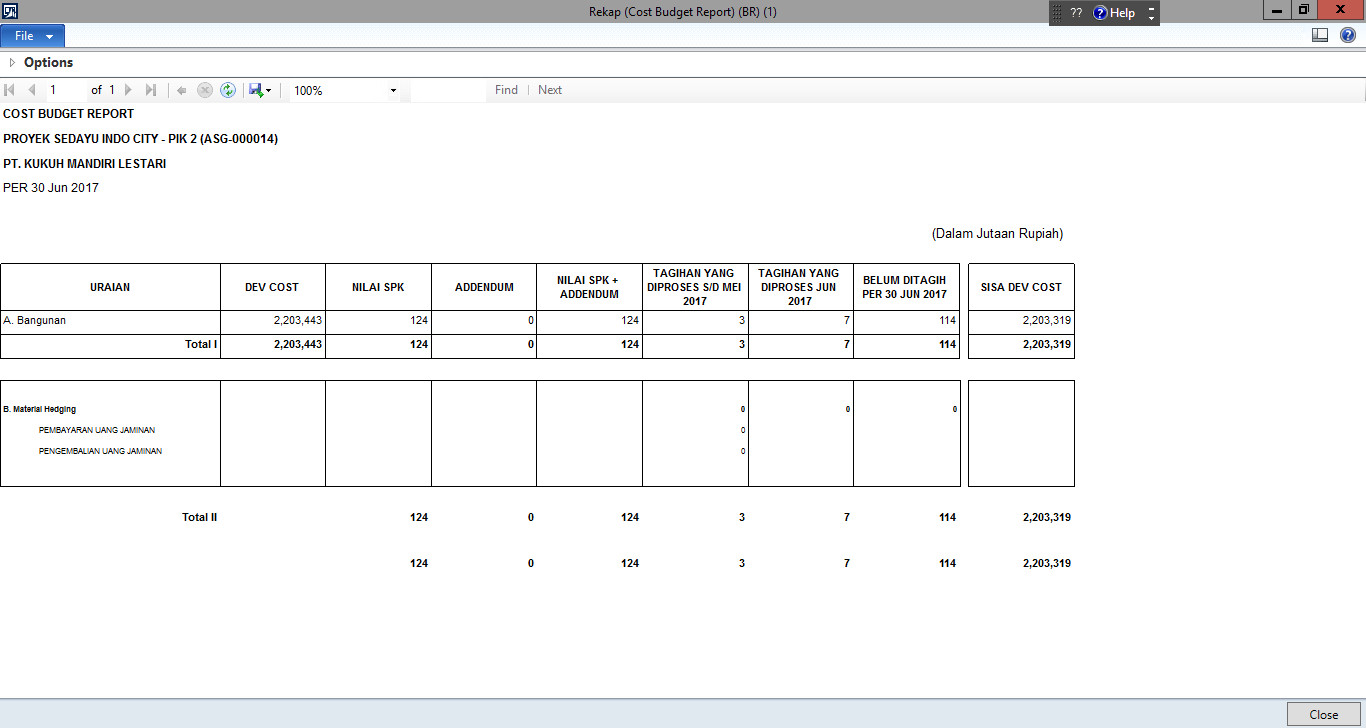 Rekap (Cost Budget Report) (BR) (1)
?? Help
File
Options
1 of 1 100% Find Next
COST BUDGET REPORT
PROYEK SEDAYU INDO CITY - PIK 2 (ASG-000014)
PT. KUKUH MANDIRI LESTARI
PER 30 Jun 2017
(Dalam Jutaan Rupiah)
URAIAN
DEV COST
NILAI SPK
ADDENDUM
NILAI SPK +
ADDENDUM
TAGIHAN YANG
DIPROSES S/D MEI
2017
TAGIHAN YANG
DIPROSES JUN
2017
BELUM DITAGIH
PER 30 JUN 2017
SISA DEV COST
A. Bangunan 2,203,443 124 0 124 3 7 114 2,203,319
Total I 2,203,443 124 0 124 3 7 114 2,203,319
B. Material Hedging 0 0 0
PEMBAYARAN UANG JAMINAN 0
PENGEMBALIAN UANG JAMINAN 0
Total II 124 0 124 3 7 114 2,203,319
124 0 124 3 7 114 2,203,319
Close